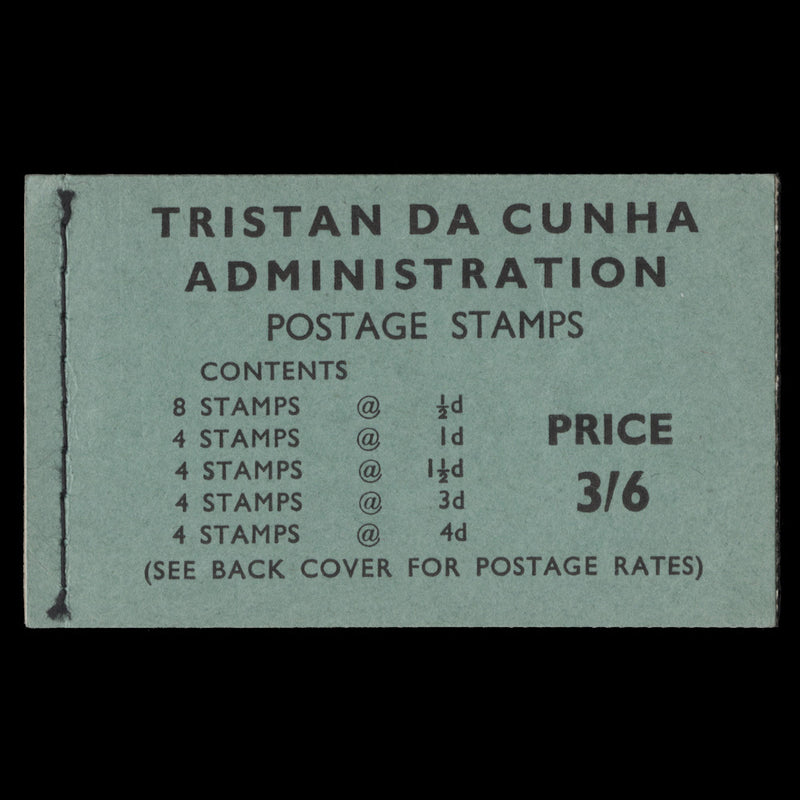 TRISTAN DA CUNHA
ADMINISTRATION
POSTAGE STAMPS
CONTENTS
8 STAMPS @ ½d
4 STAMPS @ 1d
4 STAMPS @ 1½d
4 STAMPS @ 3d
4 STAMPS @ 4d
PRICE
3/6
(SEE BACK COVER FOR POSTAGE RATES)